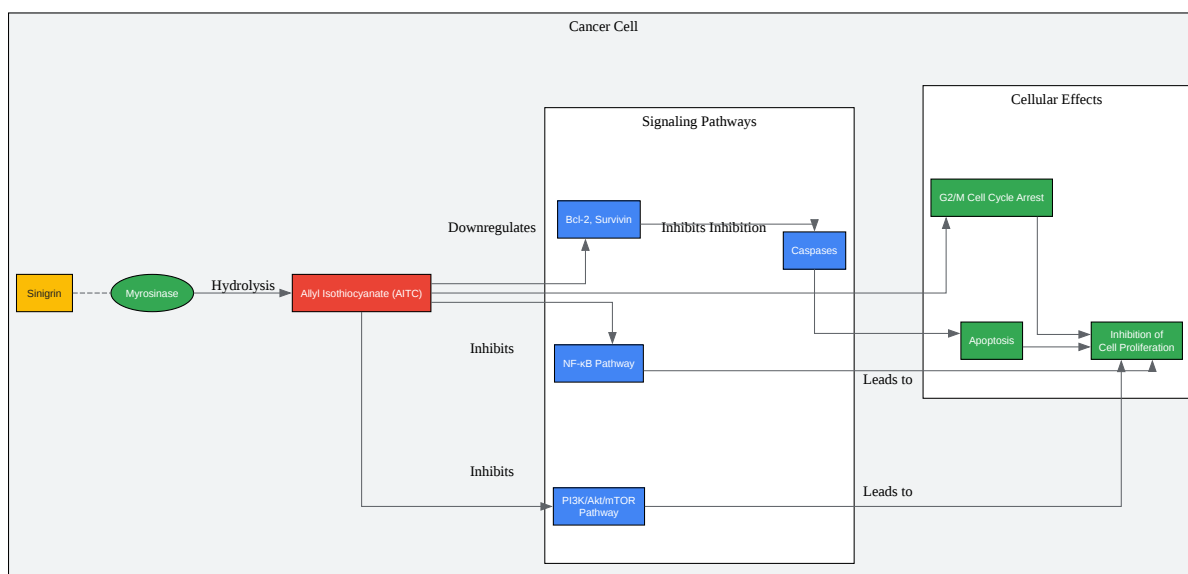 Cancer Cell
Cellular Effects
Signaling Pathways
G2/M Cell Cycle Arrest
Bcl-2, Survivin
Downregulates
Inhibits Inhibition
Caspases
Sinigrin
Myrosinase
Hydrolysis
Allyl Isothiocyanate (AITC)
Inhibits
NF-κB Pathway
Apoptosis
Inhibition of
Cell Proliferation
Leads to
Inhibits
PI3K/Akt/mTOR
Pathway
Leads to